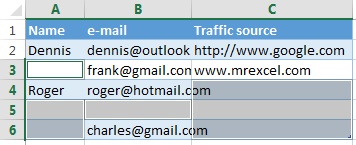 A B C
1 Name e-mail Traffic source
2 Dennis dennis@outlook http://www.google.com
3 frank@gmail.con www.mrexcel.com
4 Roger roger@hotmail.com
5
6 charles@gmail.com